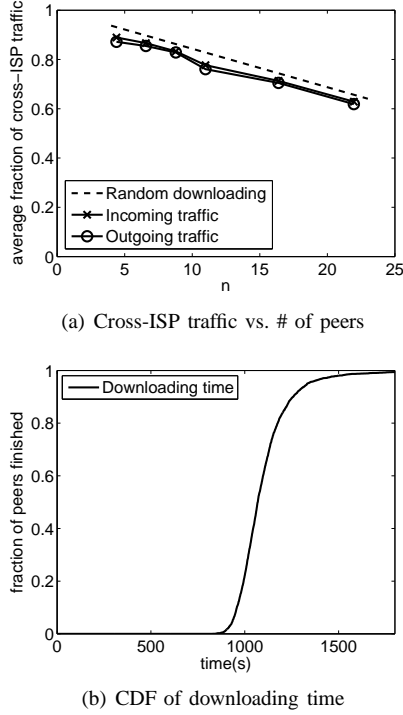 average fraction of cross−ISP traffic
1
0.8
0.6
0.4
0.2
0
Random downloading
Incoming traffic
Outgoing traffic
0 5 10 15 20 25
n
(a) Cross-ISP traffic vs. # of peers
fraction of peers finished
1
0.8
0.6
0.4
0.2
0
Downloading time
0 500 1000 1500
time(s)
(b) CDF of downloading time